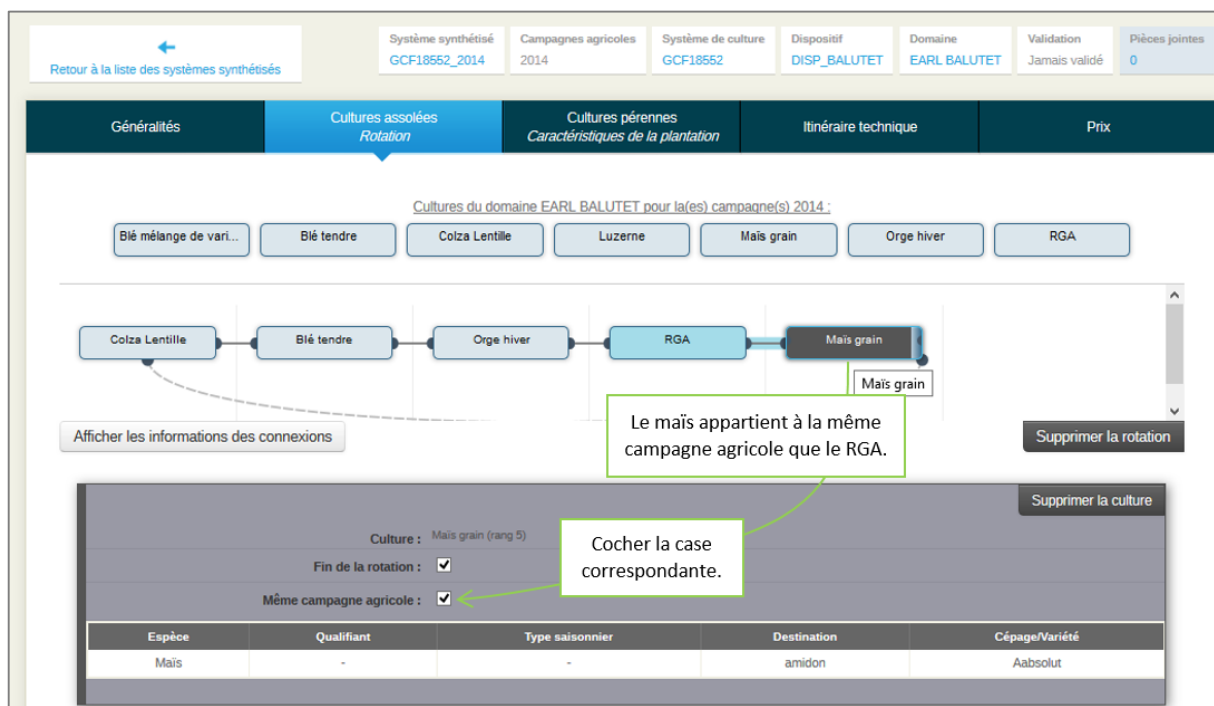 Retour à la liste des systèmes synthétisés
Système synthétisé
GCF18552_2014
Campagnes agricoles
2014
Système de culture
GCF18552
Dispositif
DISP_BALUTET
Domaine
EARL BALUTET
Validation
Jamais validé
Pièces jointes
0
Généralités
Cultures assolées
Rotation
Cultures pérennes
Caractéristiques de la plantation
Itinéraire technique
Prix
Cultures du domaine EARL BALUTET pour la(es) campagne(s) 2014 :
Blé mélange de vari...
Blé tendre
Colza Lentille
Luzerne
Maïs grain
Orge hiver
RGA
Colza Lentille
Blé tendre
Orge hiver
RGA
Maïs grain
Maïs grain
Le maïs appartient à la même
campagne agricole que le RGA.
Afficher les informations des connexions
Supprimer la rotation
Supprimer la culture
Culture : Maïs grain (rang 5)
Cocher la case
correspondante.
Fin de la rotation :
Même campagne agricole :
Espèce Qualifiant Type saisonnier Destination Cépage/Variété
Maïs - - amidon Aabsolut